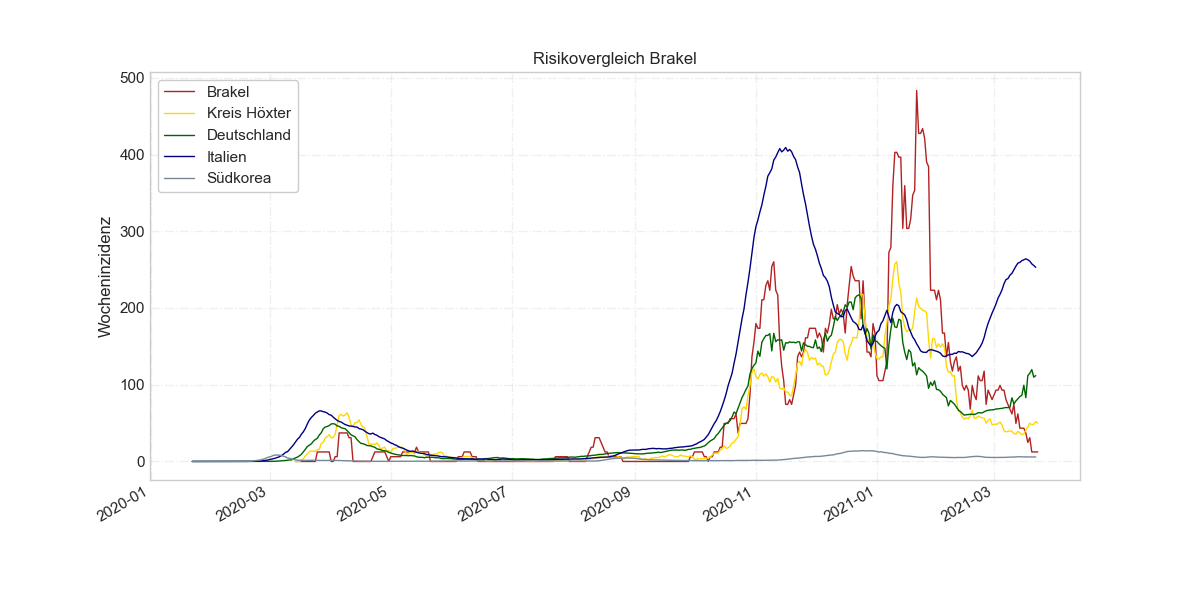 Risikovergleich Brakel
Wocheninzidenz
500
400
300
200
100
0
Brakel
Kreis Höxter
Deutschland
Italien
Südkorea
2020-01
2020-03
2020-05
2020-07
2020-09
2020-11
2021-01
2021-03